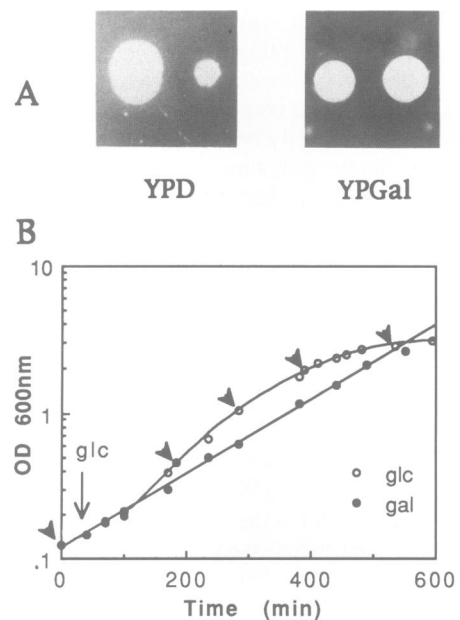 A
YPD YPGal
B
10
1
.1
OD 600nm
glc
glc
gal
0 200 400 600
Time (min)